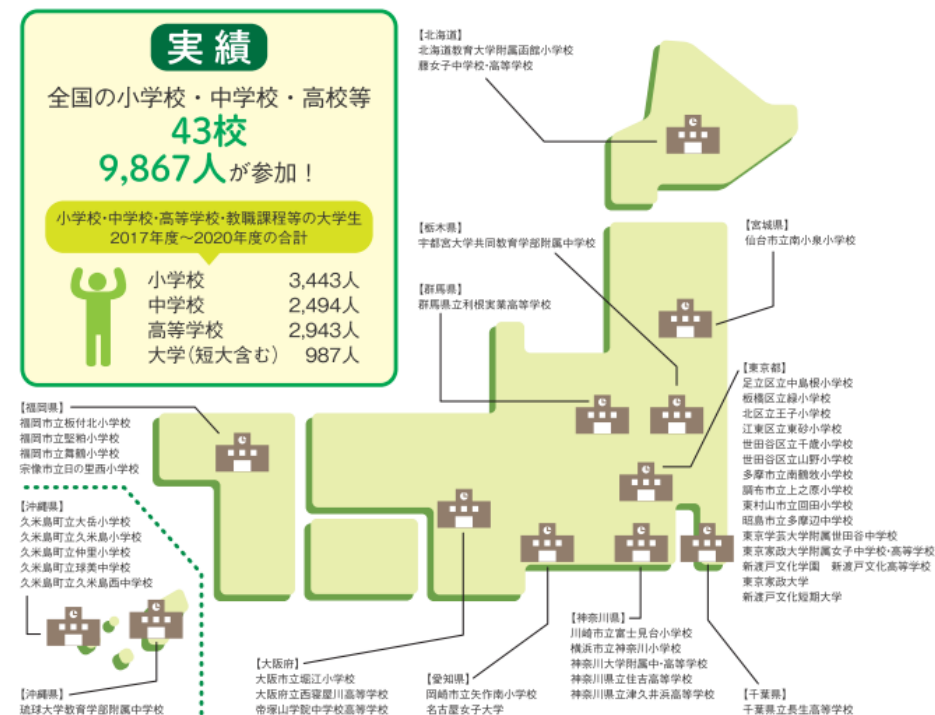 実績
全国の小学校・中学校・高校等
43校
9,867人が参加！
小学校・中学校・高等学校・教職課程等の大学生
2017年度〜2020年度の合計
小学校 3,443人
中学校 2,494人
高等学校 2,943人
大学（短大含む） 987人
【北海道】
北海道教育大学附属函館小学校
藤女子中学校・高等学校
【栃木県】
宇都宮大学共同教育学部附属中学校
【宮城県】
仙台市立南小泉小学校
【群馬県】
群馬県立利根実業高等学校
【東京都】
足立区立中島根小学校
板橋区立緑小学校
北区立王子小学校
江東区立東砂小学校
世田谷区立千歳小学校
世田谷区立山野小学校
多摩市立南鶴牧小学校
調布市立上之原小学校
東村山市立回田小学校
昭島市立多摩辺中学校
東京学芸大学附属世田谷中学校
東京家政大学附属女子中学校・高等学校
新渡戸文化学園　新渡戸文化高等学校
東京家政大学
新渡戸文化短期大学
【福岡県】
福岡市立板付北小学校
福岡市立堅粕小学校
福岡市立舞鶴小学校
宗像市立日の里西小学校
【沖縄県】
久米島町立大岳小学校
久米島町立久米島小学校
久米島町立仲里小学校
久米島町立球美中学校
久米島町立久米島西中学校
【沖縄県】
琉球大学教育学部附属中学校
【大阪府】
大阪市立堀江小学校
大阪府立西寝屋川高等学校
帝塚山学院中学校高等学校
【愛知県】
岡崎市立矢作南小学校
名古屋女子大学
【神奈川県】
川崎市立富士見台小学校
横浜市立神奈川小学校
神奈川大学附属中・高等学校
神奈川県立住吉高等学校
神奈川県立津久井浜高等学校
【千葉県】
千葉県立長生高等学校